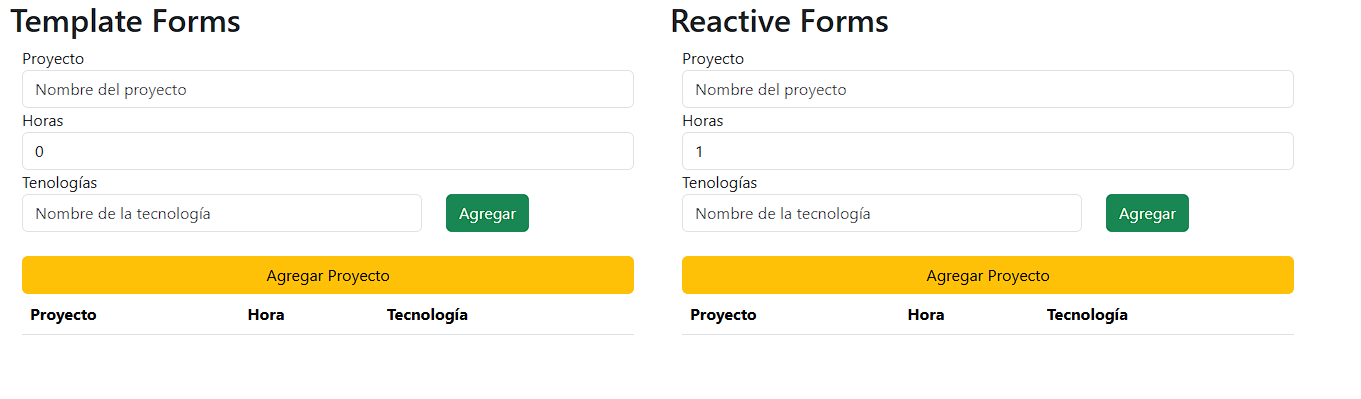 Template Forms
Proyecto
Nombre del proyecto
Horas
0
Tenologías
Nombre de la tecnología Agregar
Agregar Proyecto
Proyecto Hora Tecnología
Reactive Forms
Proyecto
Nombre del proyecto
Horas
1
Tenologías
Nombre de la tecnología Agregar
Agregar Proyecto
Proyecto Hora Tecnología